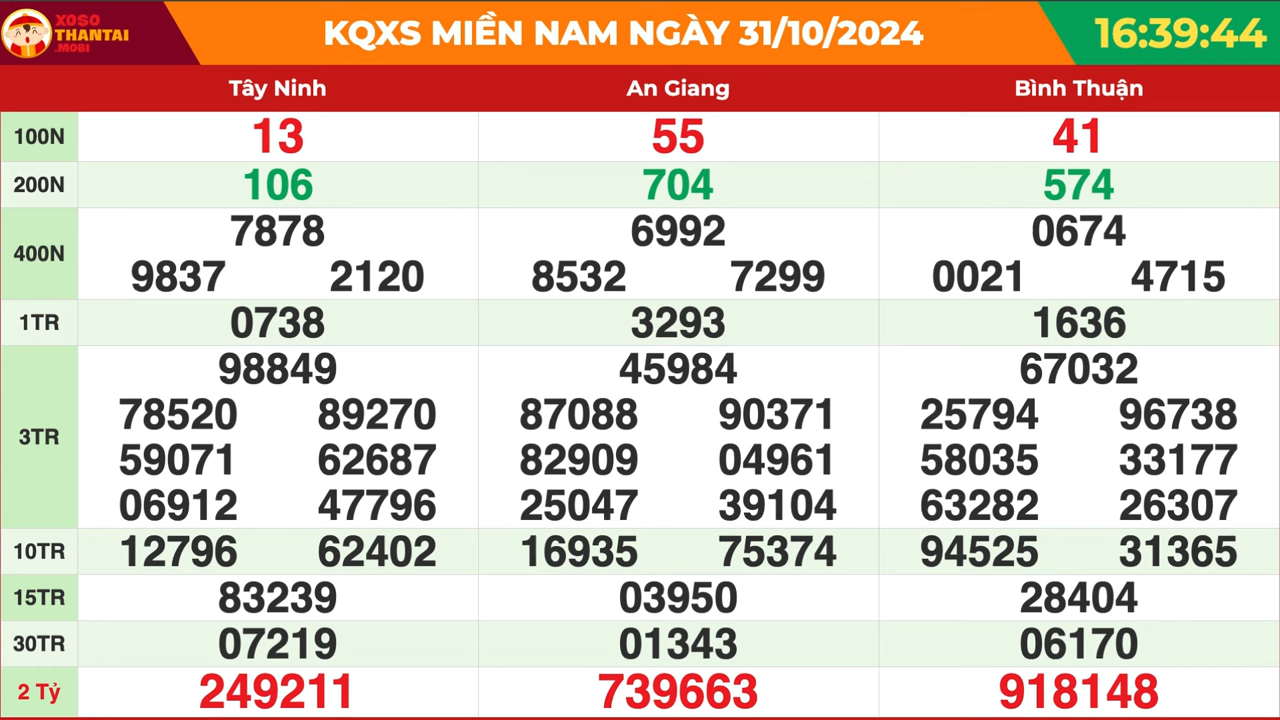 XOSO
THANTAI
.MOBI
KQXS MIỀN NAM NGÀY 31/10/2024
16:39:44
Tây Ninh An Giang Bình Thuận
100N 13 55 41
200N 106 704 574
7878 6992 0674
400N
9837 2120 8532 7299 0021 4715
1TR 0738 3293 1636
98849 45984 67032
78520 89270 87088 90371 25794 96738
3TR
59071 62687 82909 04961 58035 33177
06912 47796 25047 39104 63282 26307
10TR 12796 62402 16935 75374 94525 31365
15TR 83239 03950 28404
30TR 07219 01343 06170
2 Tỷ 249211 739663 918148